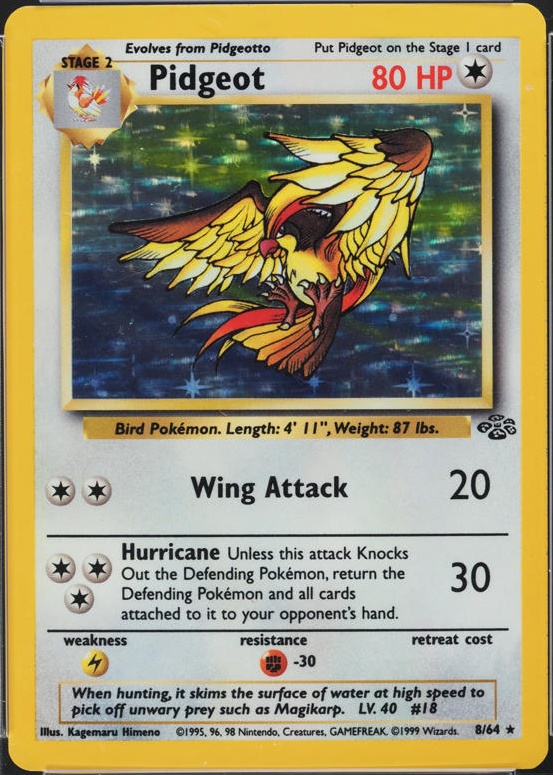 Evolves from Pidgeotto Put Pidgeot on the Stage 1 card
STAGE 2
Pidgeot 80 HP
Bird Pokémon. Length: 4' 11", Weight: 87 lbs.
Wing Attack 20
Hurricane Unless this attack Knocks
Out the Defending Pokémon, return the
Defending Pokémon and all cards
attached to it to your opponent's hand.
30
weakness resistance retreat cost
-30
When hunting, it skims the surface of water at high speed to
pick off unwary prey such as Magikarp. LV. 40 #18
Illus. Kagemaru Himeno ©1995, 96, 98 Nintendo, Creatures, GAMEFREAK. ©1999 Wizards. 8/64 ★